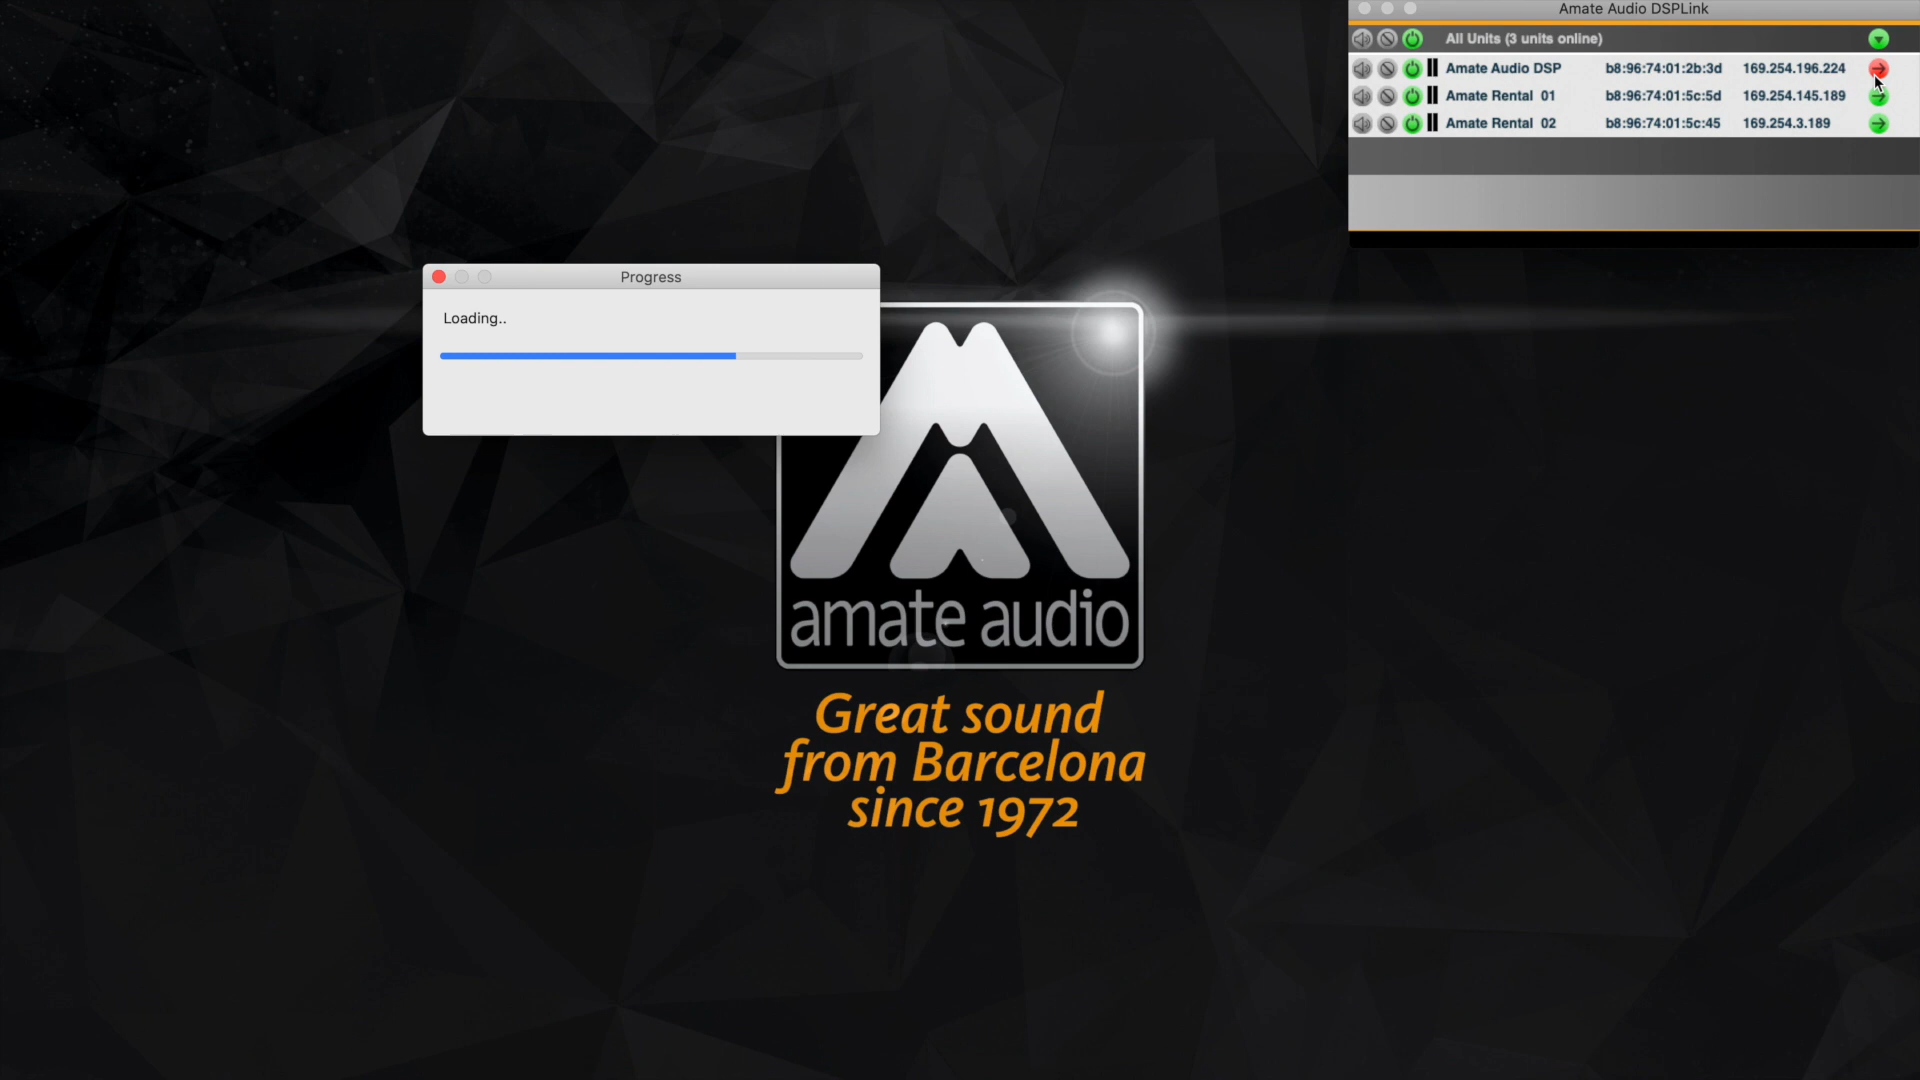 Amate Audio DSPLink
All Units (3 units online)
Amate Audio DSP b8:96:74:01:2b:3d 169.254.196.224
Amate Rental 01 b8:96:74:01:5c:5d 169.254.145.189
Amate Rental 02 b8:96:74:01:5c:45 169.254.3.189
Progress
Loading..
amate audio
Great sound
from Barcelona
since 1972